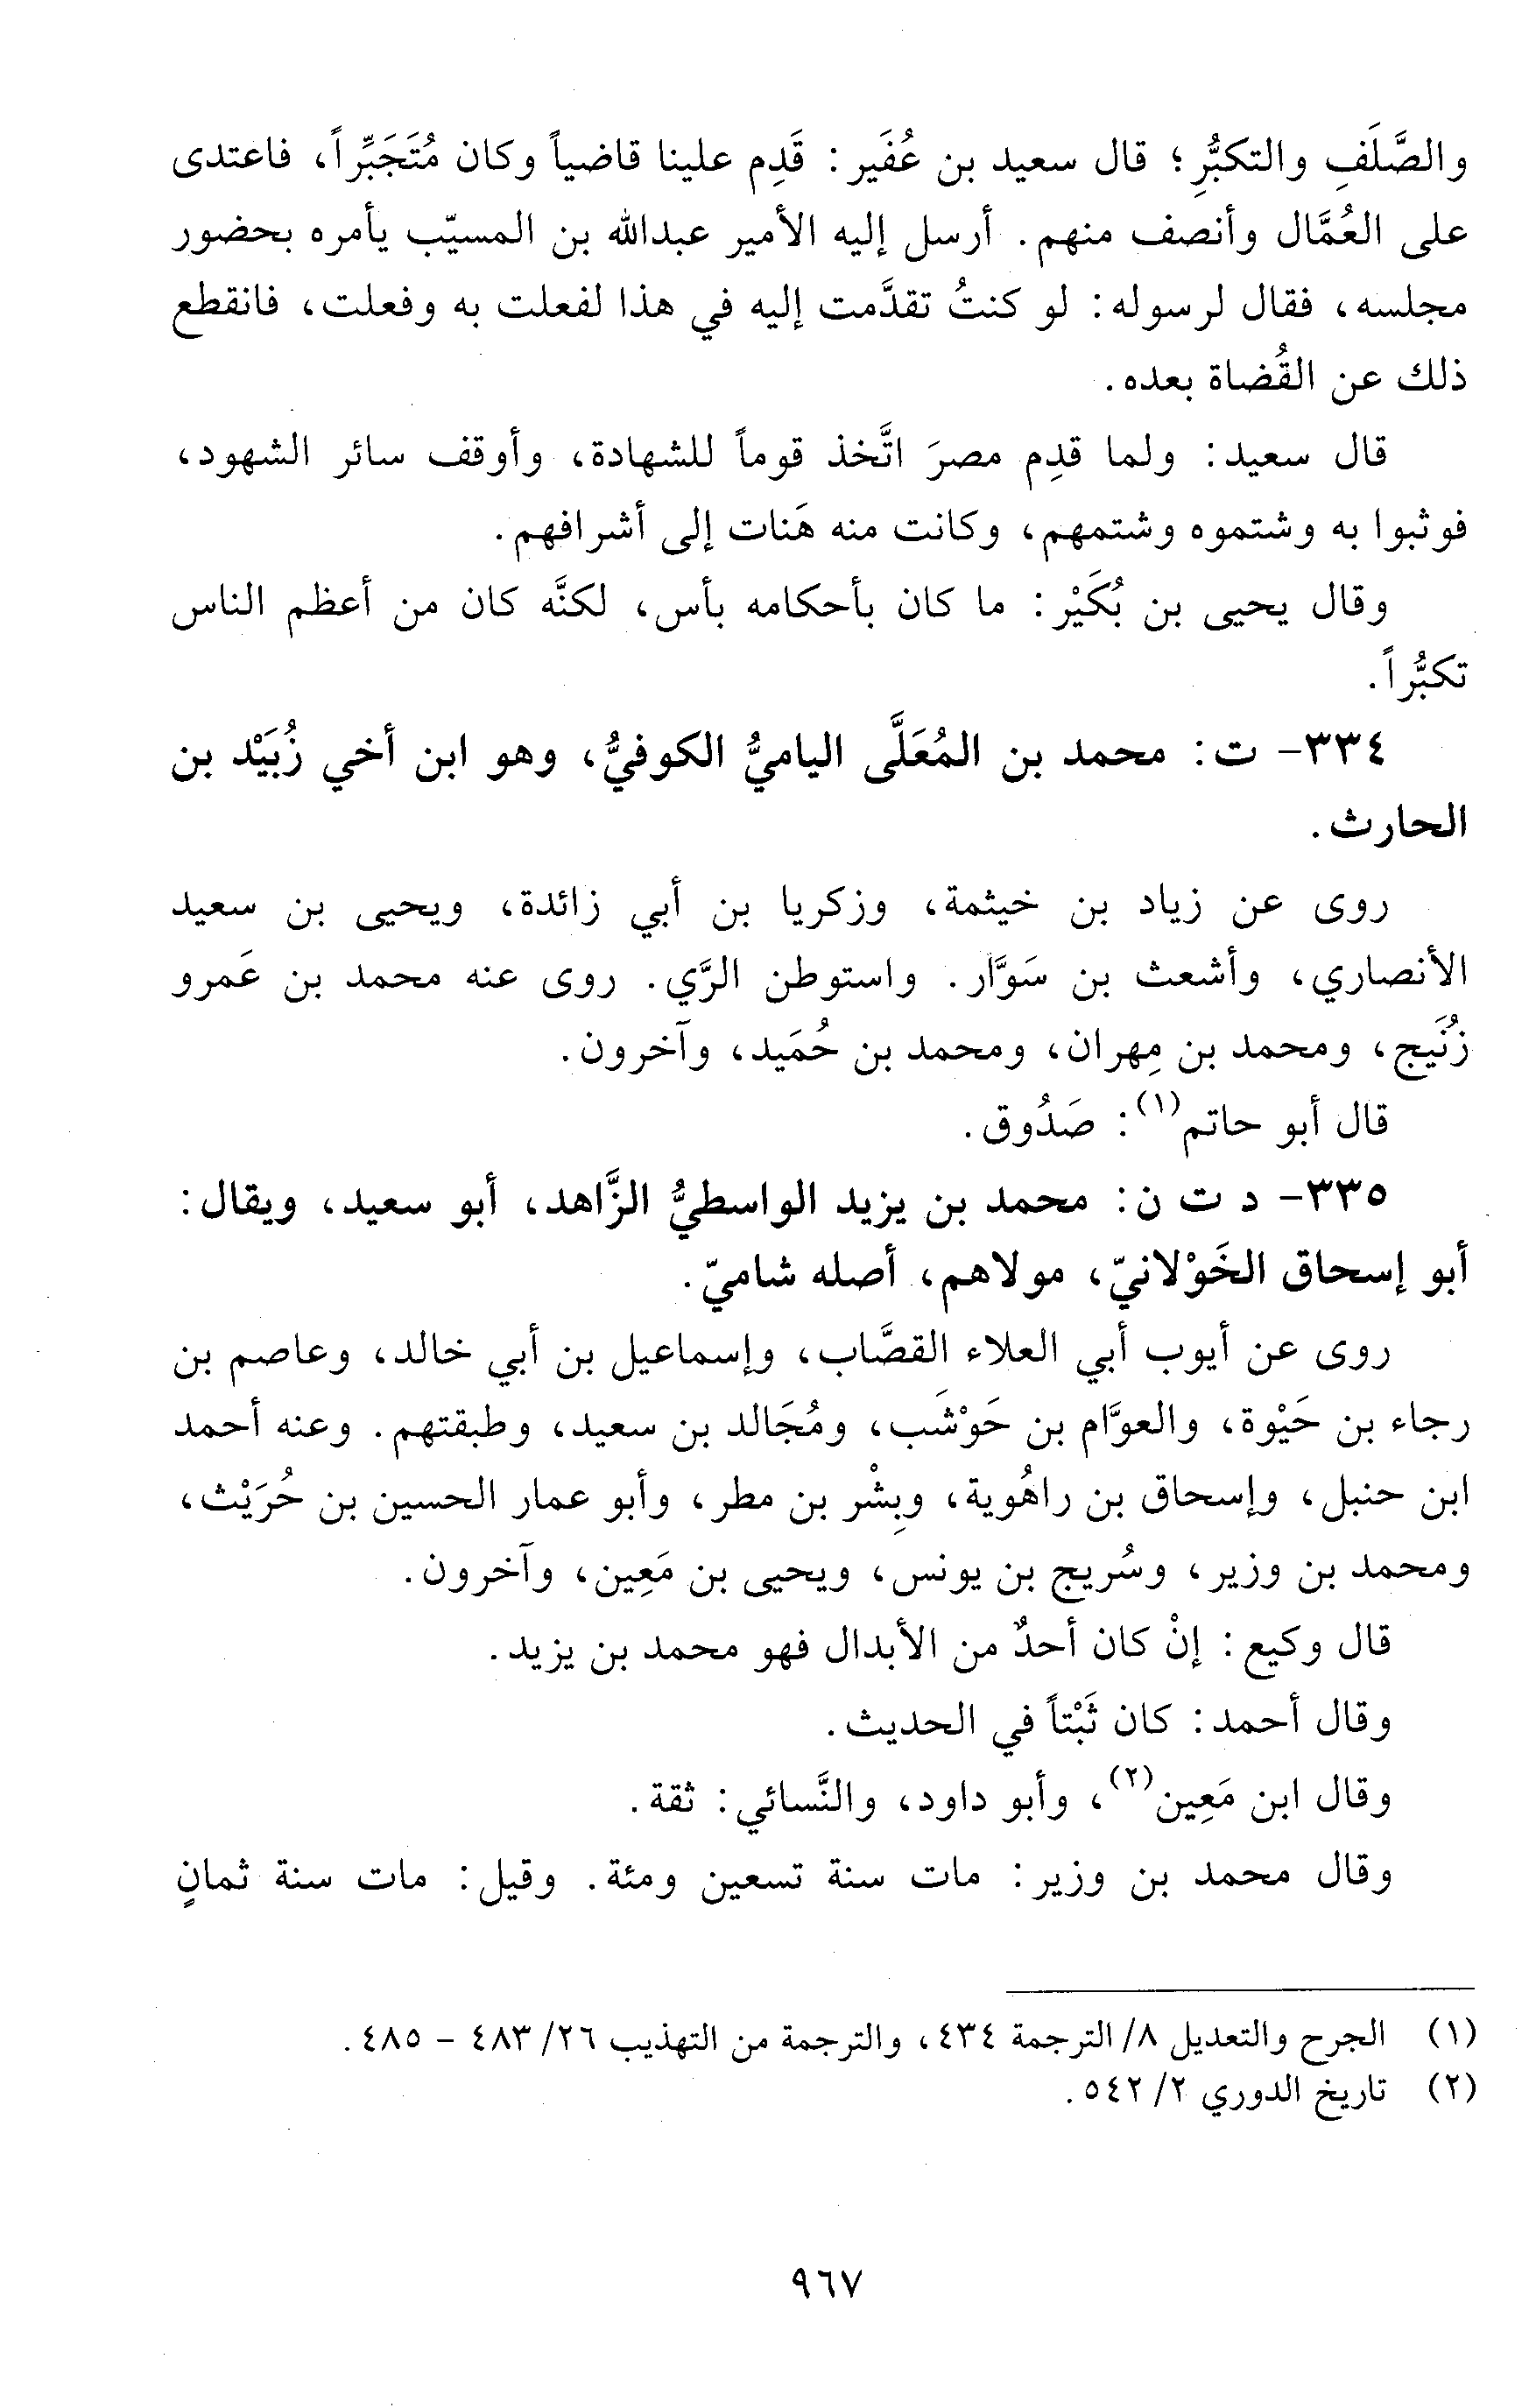 والصَّلَفِ والتكبُّرِ؛ قال سعيد بن عُفَير: قَدِم علينا قاضياً وكان مُتَجَبِّراً، فاعتدى
على العُمَّال وأنصف منهم. أرسل إليه الأمير عبدالله بن المسيّب يأمره بحضور
مجلسه، فقال لرسوله: لو كنتُ تقدَّمت إليه في هذا لفعلت به وفعلت، فانقطع
ذلك عن القُضاة بعده.
قال سعيد: ولما قدِم مصرَ اتَّخذ قوماً للشهادة، وأوقف سائر الشهود،
فوثبوا به وشتموه وشتمهم، وكانت منه هَنات إلى أشرافهم.
وقال يحيى بن بُكَيْر: ما كان بأحكامه بأس، لكنَّه كان من أعظم الناس
تكبُّراً.
٣٣٤- ت: محمد بن المُعَلَّى الياميُّ الكوفيُّ، وهو ابن أخي زُبَيْد بن
الحارث.
روى عن زياد بن خيثمة، وزكريا بن أبي زائدة، ويحيى بن سعيد
الأنصاري، وأشعث بن سَوَّار. واستوطن الرَّي. روى عنه محمد بن عَمرو
زُنَيج، ومحمد بن مِهران، ومحمد بن حُمَيد، وآخرون.
قال أبو حاتم(١): صَدُوق.
٣٣٥- د ت ن: محمد بن يزيد الواسطيُّ الزَّاهد، أبو سعيد، ويقال:
أبو إسحاق الخَوْلانيّ، مولاهم، أصله شاميّ.
روى عن أيوب أبي العلاء القصَّاب، وإسماعيل بن أبي خالد، وعاصم بن
رجاء بن حَيْوة، والعوَّام بن حَوْشَب، ومُجَالد بن سعيد، وطبقتهم. وعنه أحمد
ابن حنبل، وإسحاق بن راهُوية، وبِشْر بن مطر، وأبو عمار الحسين بن حُرَيْث،
ومحمد بن وزير، وسُريج بن يونس، ويحيى بن مَعِين، وآخرون.
قال وكيع: إنْ كان أحدٌ من الأبدال فهو محمد بن يزيد.
وقال أحمد: كان ثَبْتاً في الحديث.
وقال ابن مَعِين(٢)، وأبو داود، والنَّسائي: ثقة.
وقال محمد بن وزير: مات سنة تسعين ومئة. وقيل: مات سنة ثمانٍ
(١) الجرح والتعديل ٨/ الترجمة ٤٣٤، والترجمة من التهذيب ٢٦/ ٤٨٣ - ٤٨٥.
(٢) تاريخ الدوري ٢/ ٥٤٢.
٩٦٧